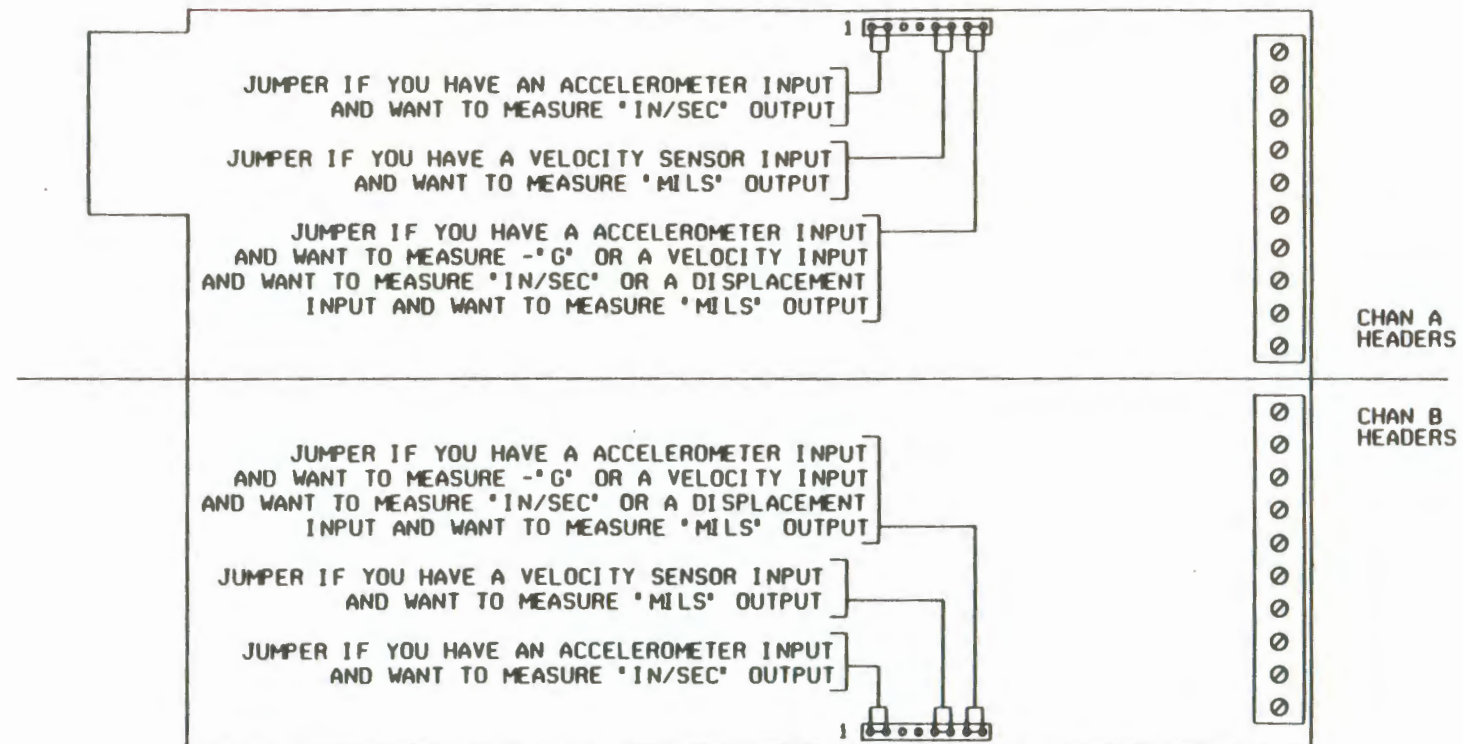 1
JUMPER IF YOU HAVE AN ACCELEROMETER INPUT
AND WANT TO MEASURE "IN/SEC" OUTPUT
JUMPER IF YOU HAVE A VELOCITY SENSOR INPUT
AND WANT TO MEASURE "MILS" OUTPUT
JUMPER IF YOU HAVE A ACCELEROMETER INPUT
AND WANT TO MEASURE -"G" OR A VELOCITY INPUT
AND WANT TO MEASURE "IN/SEC" OR A DISPLACEMENT
INPUT AND WANT TO MEASURE "MILS" OUTPUT
CHAN A
HEADERS
CHAN B
HEADERS
JUMPER IF YOU HAVE A ACCELEROMETER INPUT
AND WANT TO MEASURE -"G" OR A VELOCITY INPUT
AND WANT TO MEASURE "IN/SEC" OR A DISPLACEMENT
INPUT AND WANT TO MEASURE "MILS" OUTPUT
JUMPER IF YOU HAVE A VELOCITY SENSOR INPUT
AND WANT TO MEASURE "MILS" OUTPUT
JUMPER IF YOU HAVE AN ACCELEROMETER INPUT
AND WANT TO MEASURE "IN/SEC" OUTPUT
1